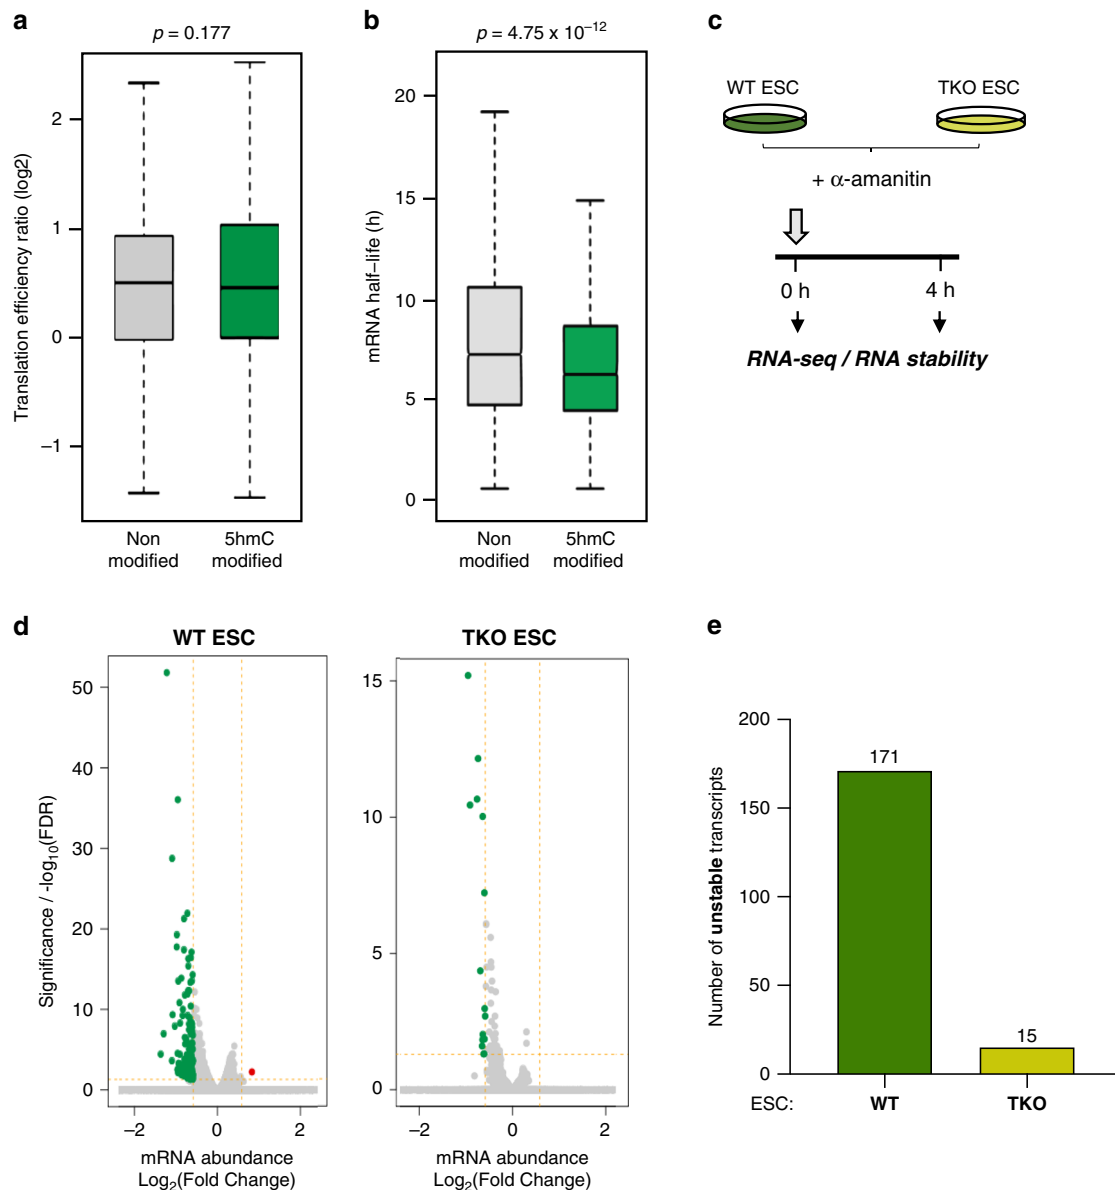 a
p = 0.177
Translation efficiency ratio (log2)
2
1
0
−1
Non
modified
5hmC
modified
b
p = 4.75 x 10⁻¹²
mRNA half−life (h)
20
15
10
5
0
Non
modified
5hmC
modified
c
WT ESC
TKO ESC
+ α-amanitin
0 h
4 h
RNA-seq / RNA stability
d
WT ESC
Significance / -log₁₀(FDR)
50
40
30
20
10
0
−2
0
2
mRNA abundance
Log₂(Fold Change)
TKO ESC
15
10
5
0
−2
0
2
mRNA abundance
Log₂(Fold Change)
e
Number of unstable transcripts
200
150
100
50
0
171
15
ESC:
WT
TKO